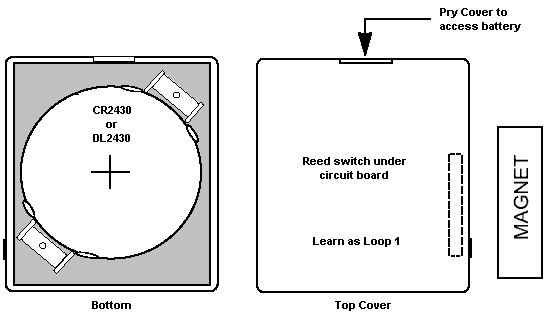 Pry Cover to
access battery
CR2430
or
DL2430
Reed switch under
circuit board
Learn as Loop 1
MAGNET
Bottom
Top Cover